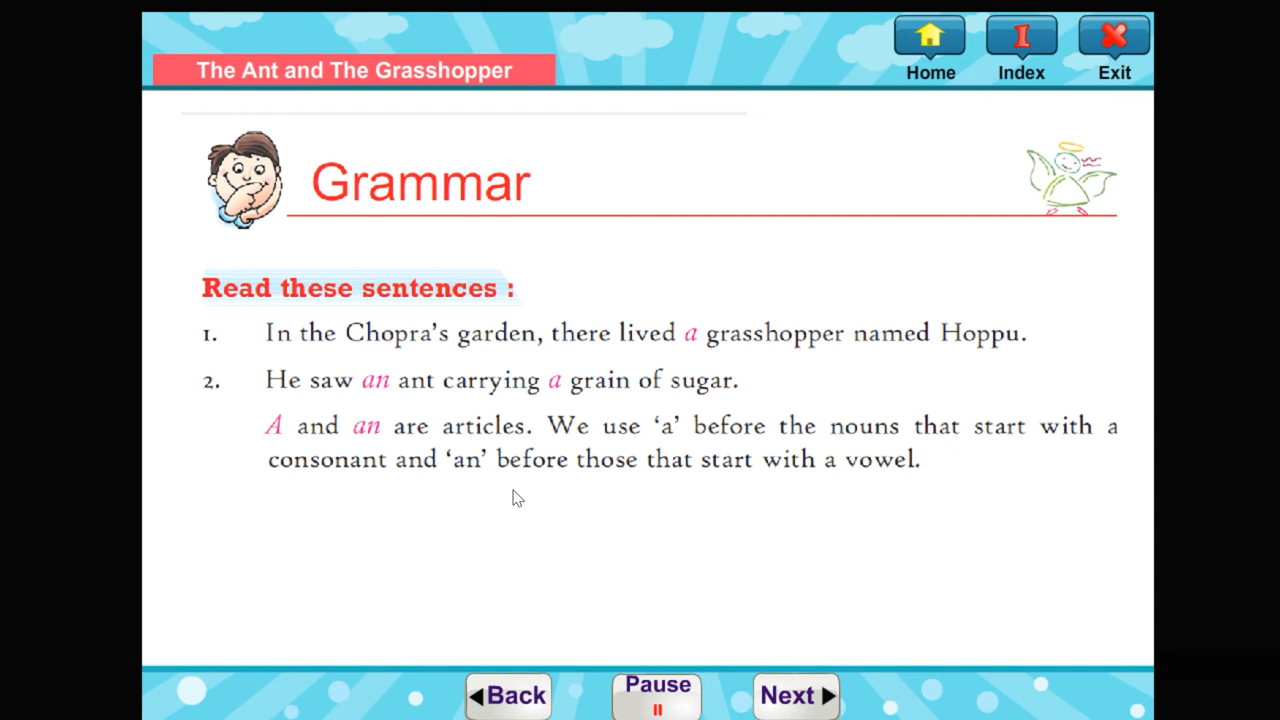 Home Index Exit
The Ant and The Grasshopper
Grammar
Read these sentences :
1. In the Chopra's garden, there lived a grasshopper named Hoppu.
2. He saw an ant carrying a grain of sugar.
A and an are articles. We use ‘a’ before the nouns that start with a
consonant and ‘an’ before those that start with a vowel.
Back Pause Next